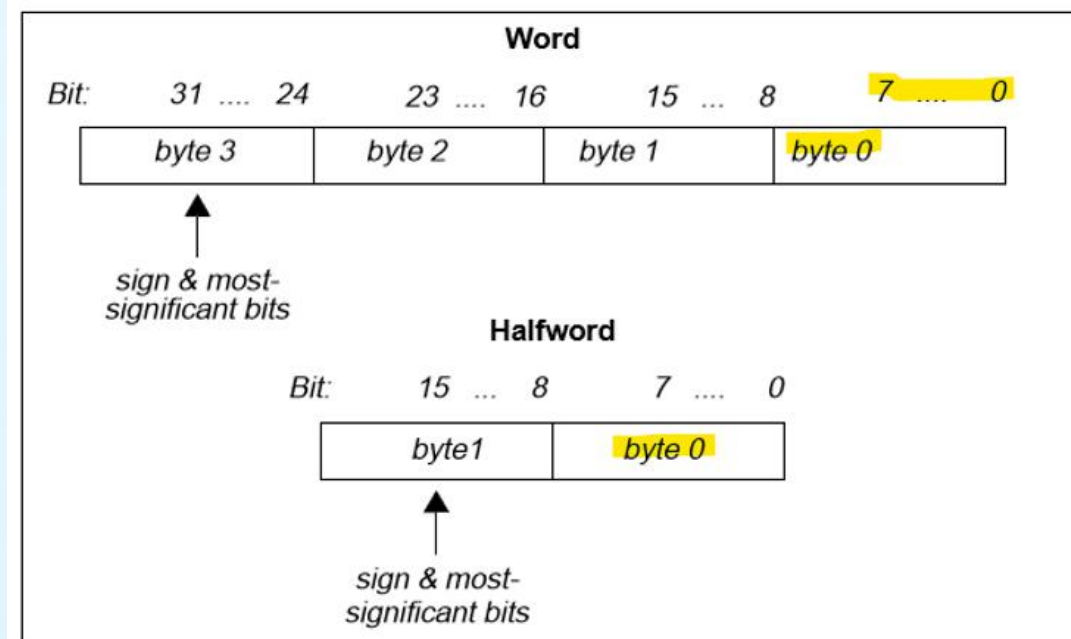 Word
Bit: 31 .... 24 23 .... 16 15 ... 8 7 .... 0
byte 3 byte 2 byte 1 byte 0
sign & most-
significant bits
Halfword
Bit: 15 ... 8 7 .... 0
byte1 byte 0
sign & most-
significant bits